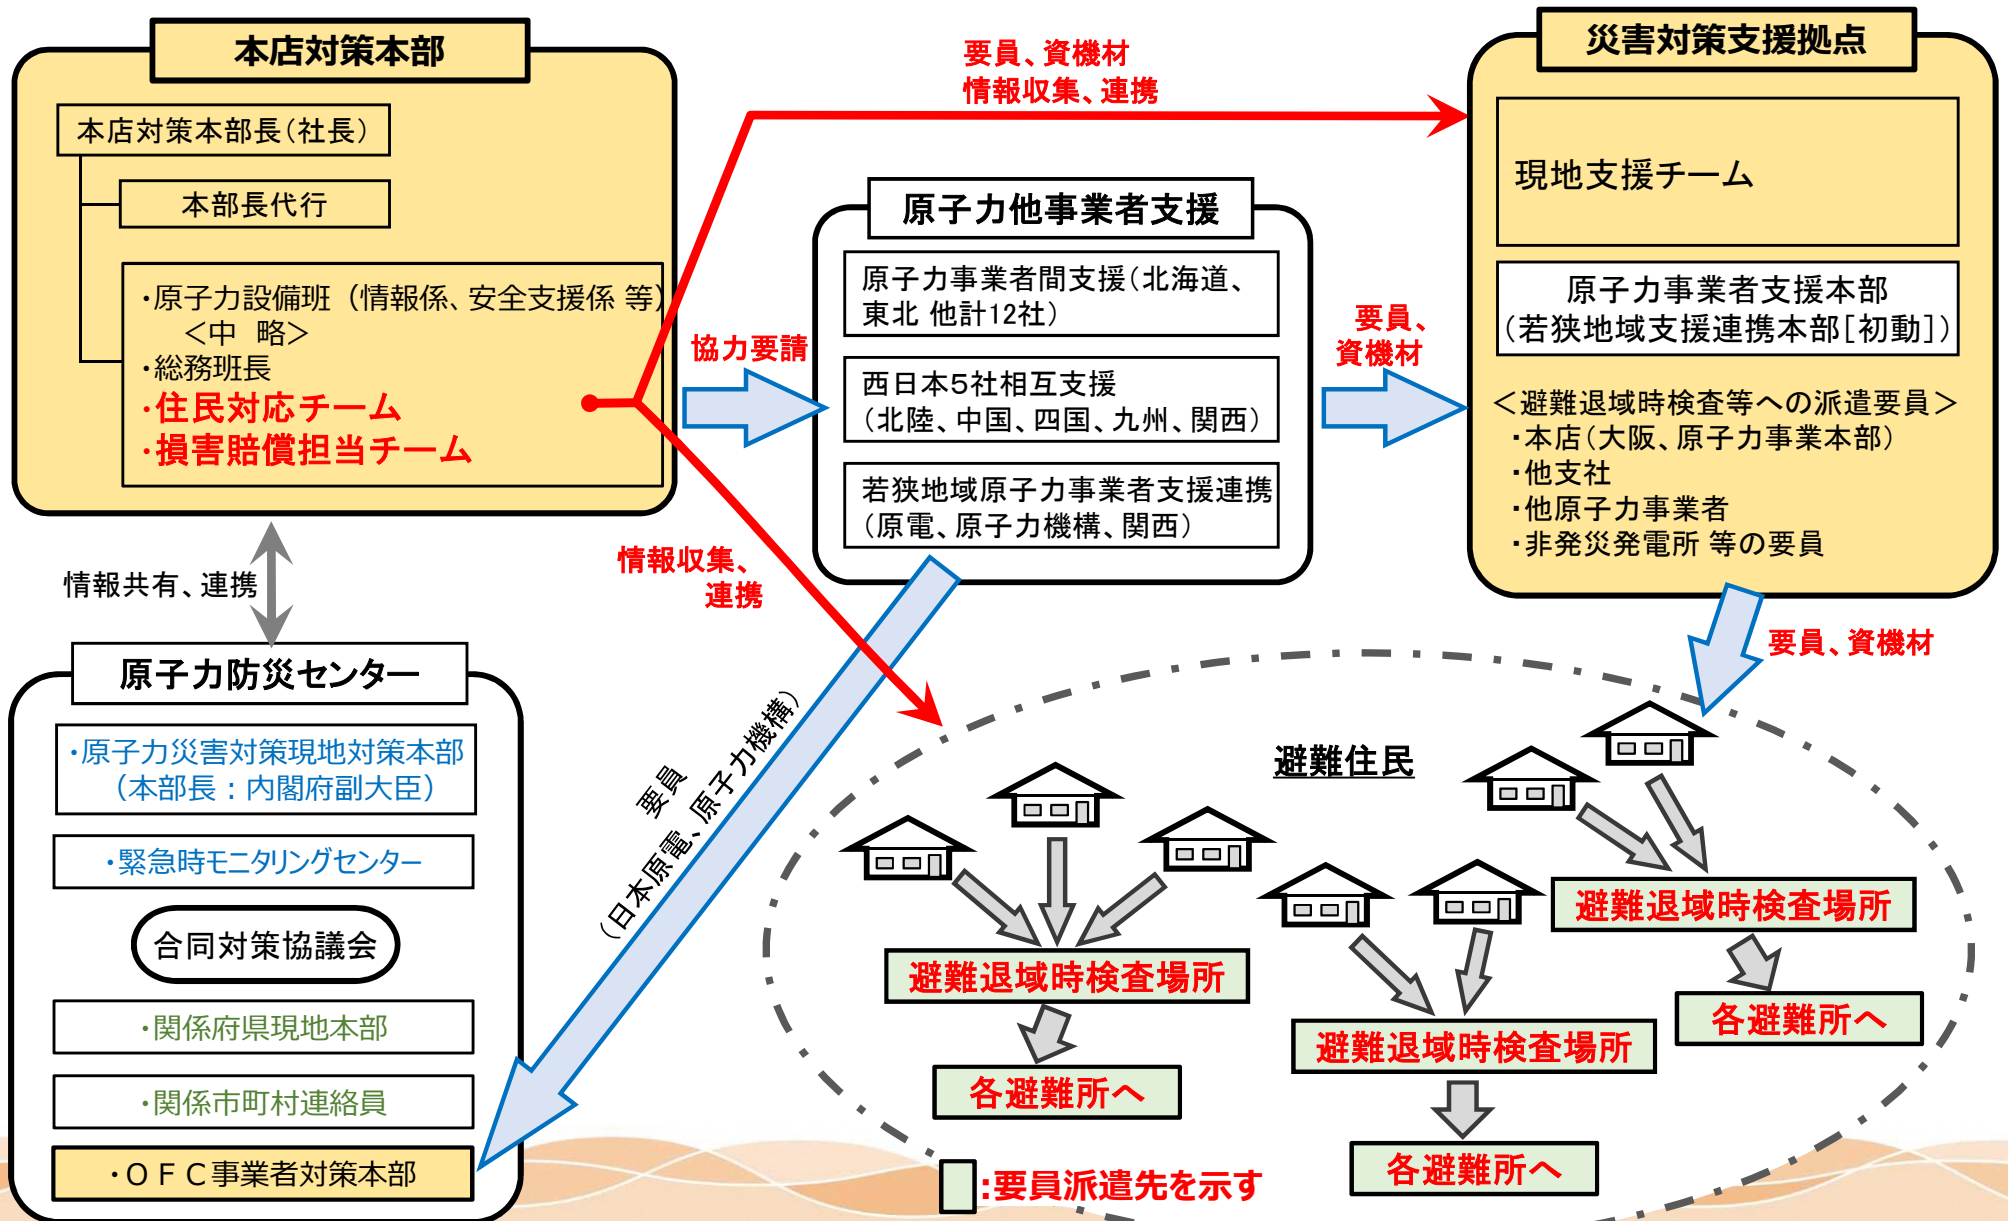 本店対策本部
本店対策本部長（社長）
本部長代行
・原子力設備班（情報係、安全支援係 等）
＜中　略＞
・総務班長
・住民対応チーム
・損害賠償担当チーム
情報共有、連携
原子力防災センター
・原子力災害対策現地対策本部
（本部長：内閣府副大臣）
・緊急時モニタリングセンター
合同対策協議会
・関係府県現地本部
・関係市町村連絡員
・ＯＦＣ事業者対策本部
要員、資機材
情報収集、連携
協力要請
情報収集、
連携
原子力他事業者支援
原子力事業者間支援（北海道、
東北 他計12社）
西日本5社相互支援
（北陸、中国、四国、九州、関西）
若狭地域原子力事業者支援連携
（原電、原子力機構、関西）
要員
（日本原電、原子力機構）
要員、
資機材
災害対策支援拠点
現地支援チーム
原子力事業者支援本部
（若狭地域支援連携本部［初動］）
＜避難退域時検査等への派遣要員＞
・本店（大阪、原子力事業本部）
・他支社
・他原子力事業者
・非発災発電所 等の要員
要員、資機材
避難住民
避難退域時検査場所
各避難所へ
避難退域時検査場所
各避難所へ
避難退域時検査場所
各避難所へ
:要員派遣先を示す